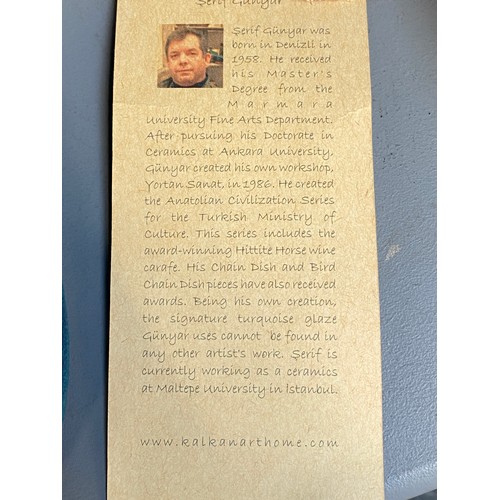 Şerif Günyar
Şerif Günyar was
born in Denizli in
1958. He received
his Master's
Degree from the
Marmara
University Fine Arts Department.
After pursuing his Doctorate in
Ceramics at Ankara University,
Günyar created his own workshop,
Yortan Sanat, in 1986. He created
the Anatolian Civilization Series
for the Turkish Ministry of
Culture. This series includes the
award-winning Hittite Horse wine
carafe. His Chain Dish and Bird
Chain Dish pieces have also received
awards. Being his own creation,
the signature turquoise glaze
Günyar uses cannot be found in
any other artist's work. Şerif is
currently working as a ceramics
at Maltepe University in İstanbul.
www.kalkanarthome.com